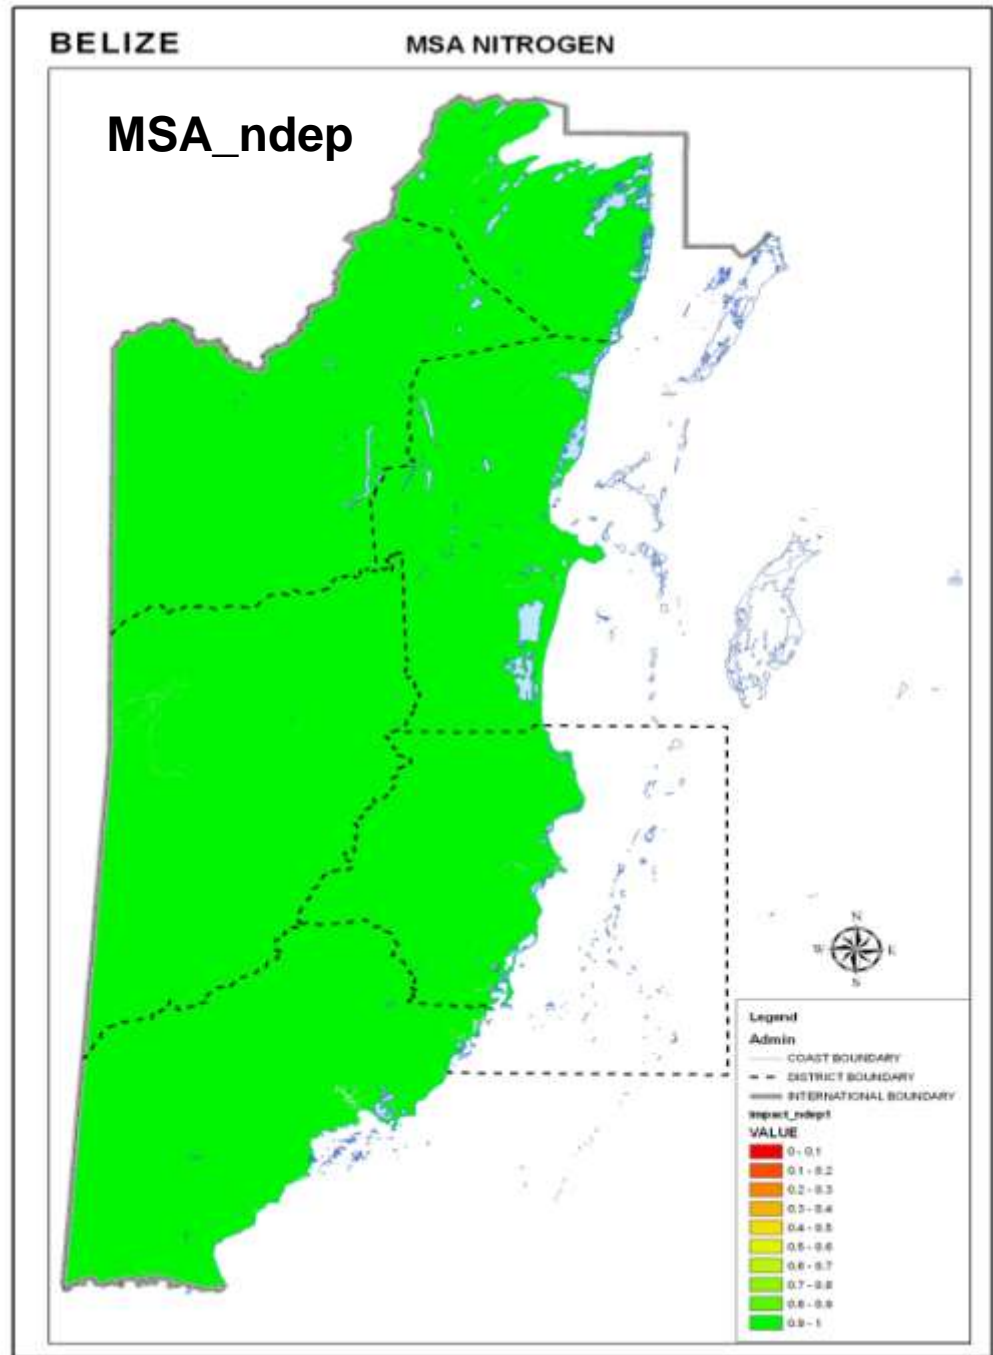 BELIZE MSA NITROGEN
MSA_ndep
N
W E
S
Legend
Admin
COAST BOUNDARY
DISTRICT BOUNDARY
INTERNATIONAL BOUNDARY
impact_ndep1
VALUE
0 - 0.1
0.1 - 0.2
0.2 - 0.3
0.3 - 0.4
0.4 - 0.5
0.5 - 0.6
0.6 - 0.7
0.7 - 0.8
0.8 - 0.9
0.9 - 1